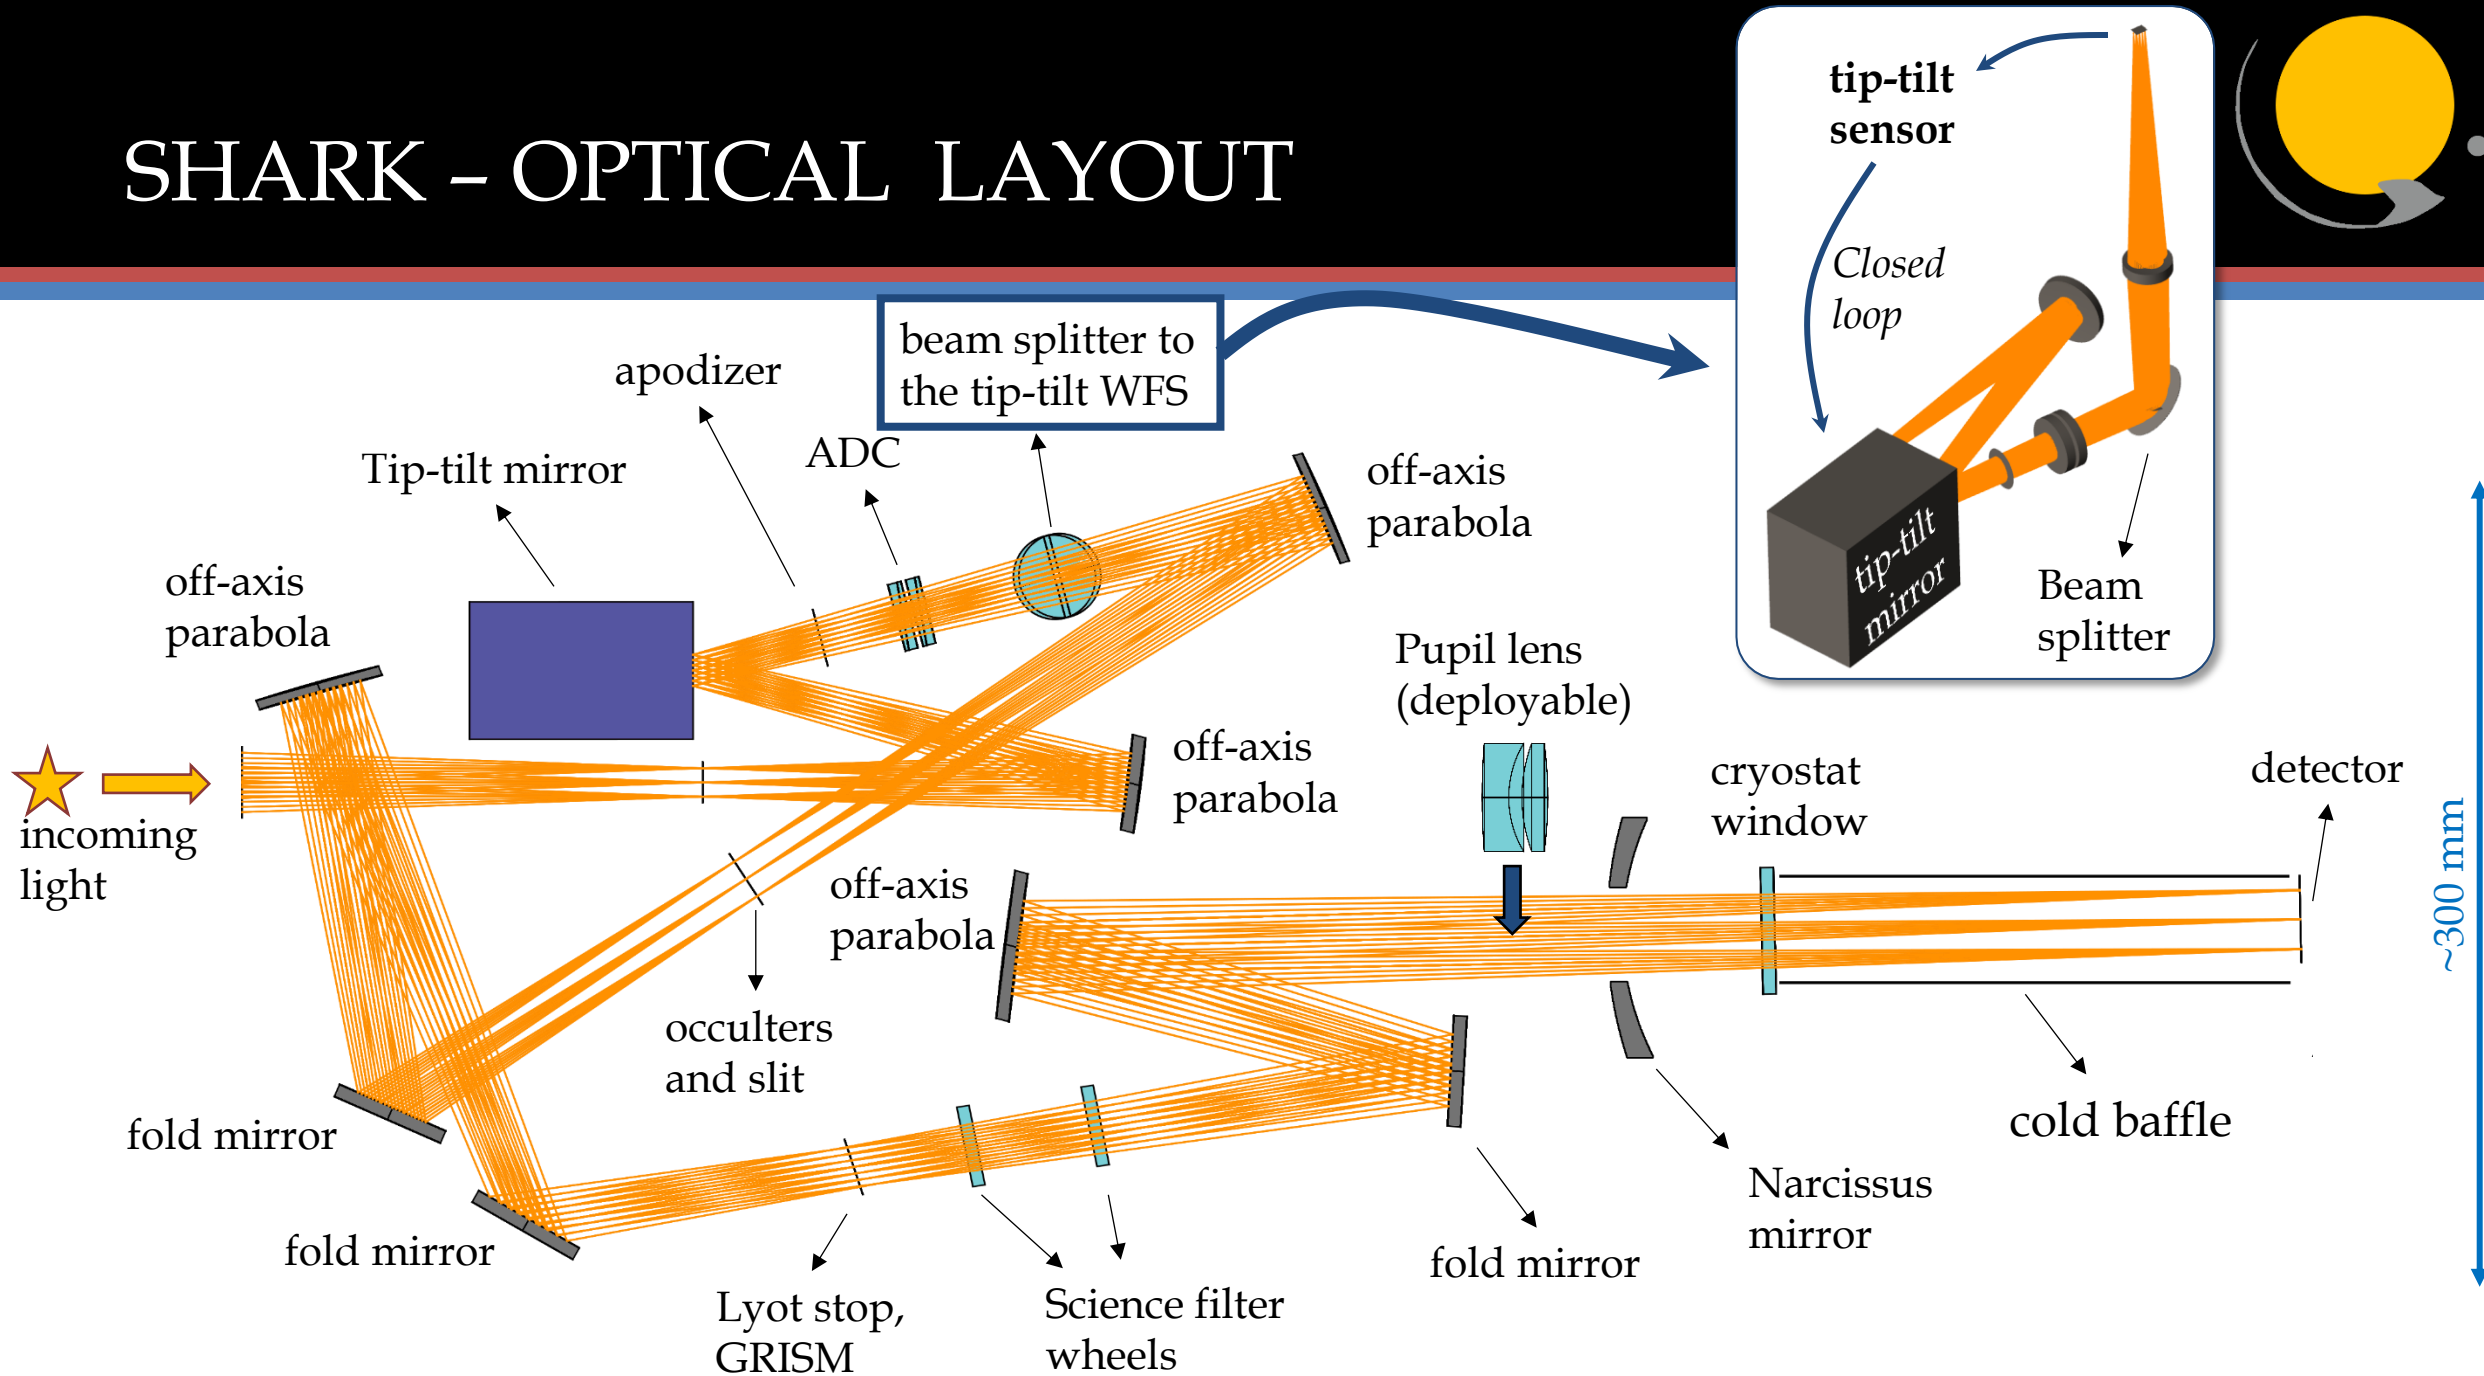 SHARK – OPTICAL LAYOUT
tip-tilt
sensor
Closed
loop
tip-tilt
mirror
Beam
splitter
beam splitter to
the tip-tilt WFS
apodizer
ADC
Tip-tilt mirror
off-axis
parabola
off-axis
parabola
Pupil lens
(deployable)
off-axis
parabola
cryostat
window
detector
~300 mm
incoming
light
off-axis
parabola
occulters
and slit
fold mirror
cold baffle
fold mirror
Narcissus
mirror
fold mirror
Lyot stop,
GRISM
Science filter
wheels